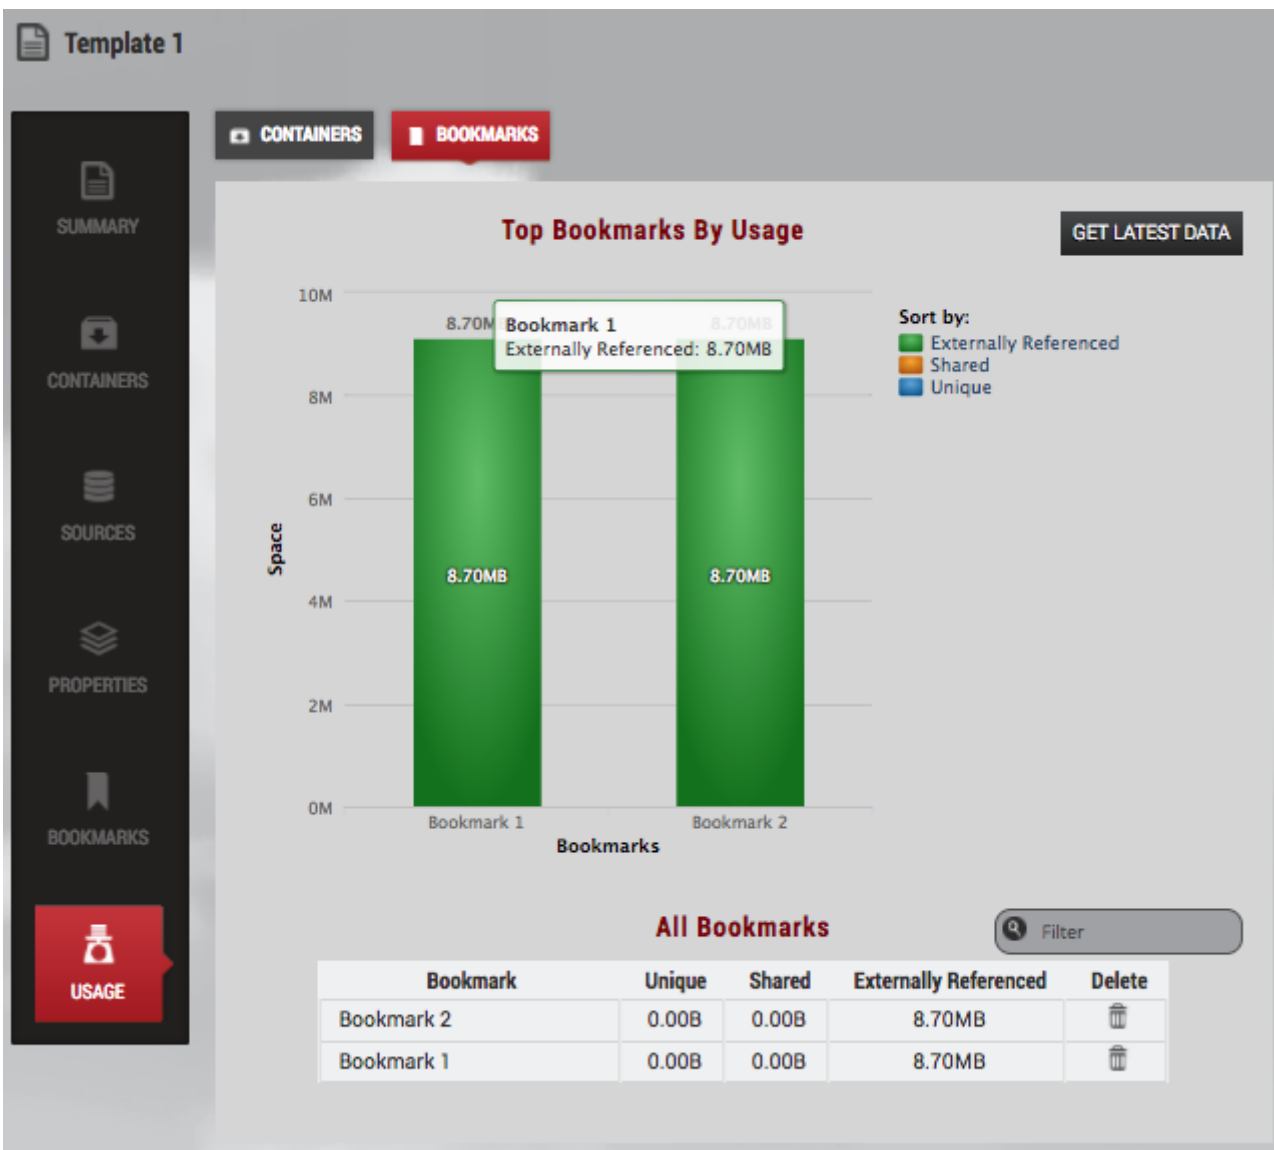 Template 1
CONTAINERS
BOOKMARKS
SUMMARY
CONTAINERS
SOURCES
PROPERTIES
BOOKMARKS
USAGE
Top Bookmarks By Usage
GET LATEST DATA
10M
8M
6M
4M
2M
0M
Space
8.70M
8.70MB
Bookmark 1
Externally Referenced: 8.70MB
8.70MB
8.70MB
Bookmark 1
Bookmark 2
Bookmarks
Sort by:
Externally Referenced
Shared
Unique
All Bookmarks
Filter
Bookmark Unique Shared Externally Referenced Delete
Bookmark 2 0.00B 0.00B 8.70MB
Bookmark 1 0.00B 0.00B 8.70MB